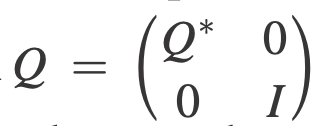 Q = \begin{pmatrix} Q^* & 0 \\ 0 & I \end{pmatrix}